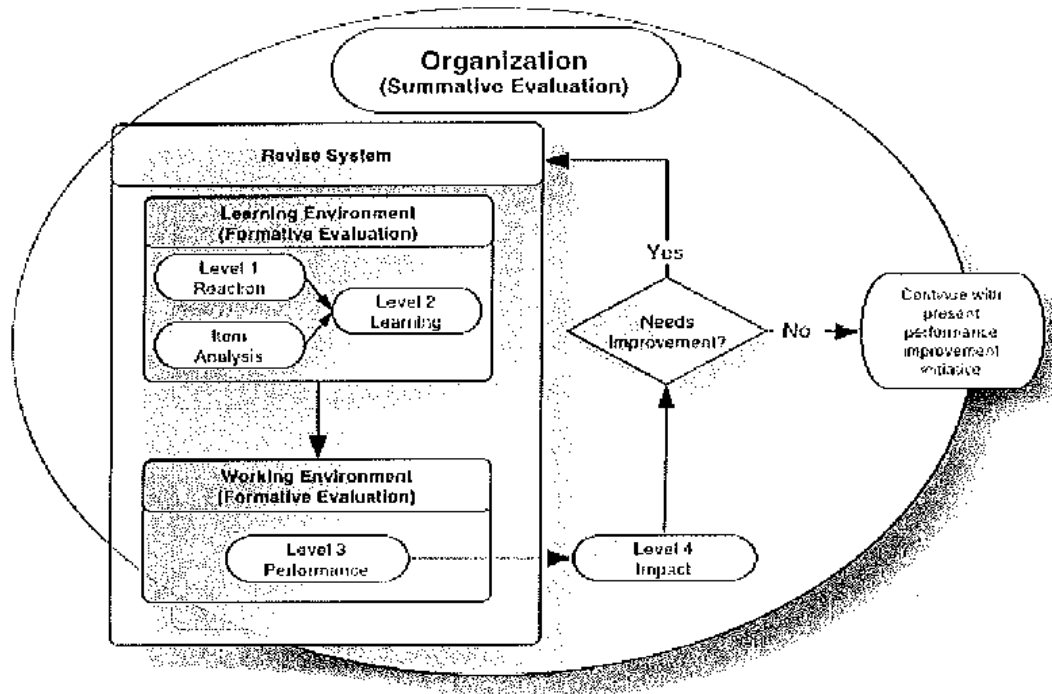 Organization
(Summative Evaluation)
Revise System
Learning Environment
(Formative Evaluation)
Level 1
Reaction
Level 2
Learning
Item
Analysis
Yes
Needs
Improvement?
No
Continue with
present
performance
improvement
initiative
Working Environment
(Formative Evaluation)
Level 3
Performance
Level 4
Impact